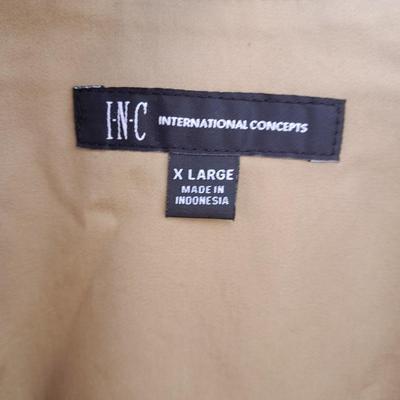 I·N·C INTERNATIONAL CONCEPTS
X LARGE
MADE IN
INDONESIA